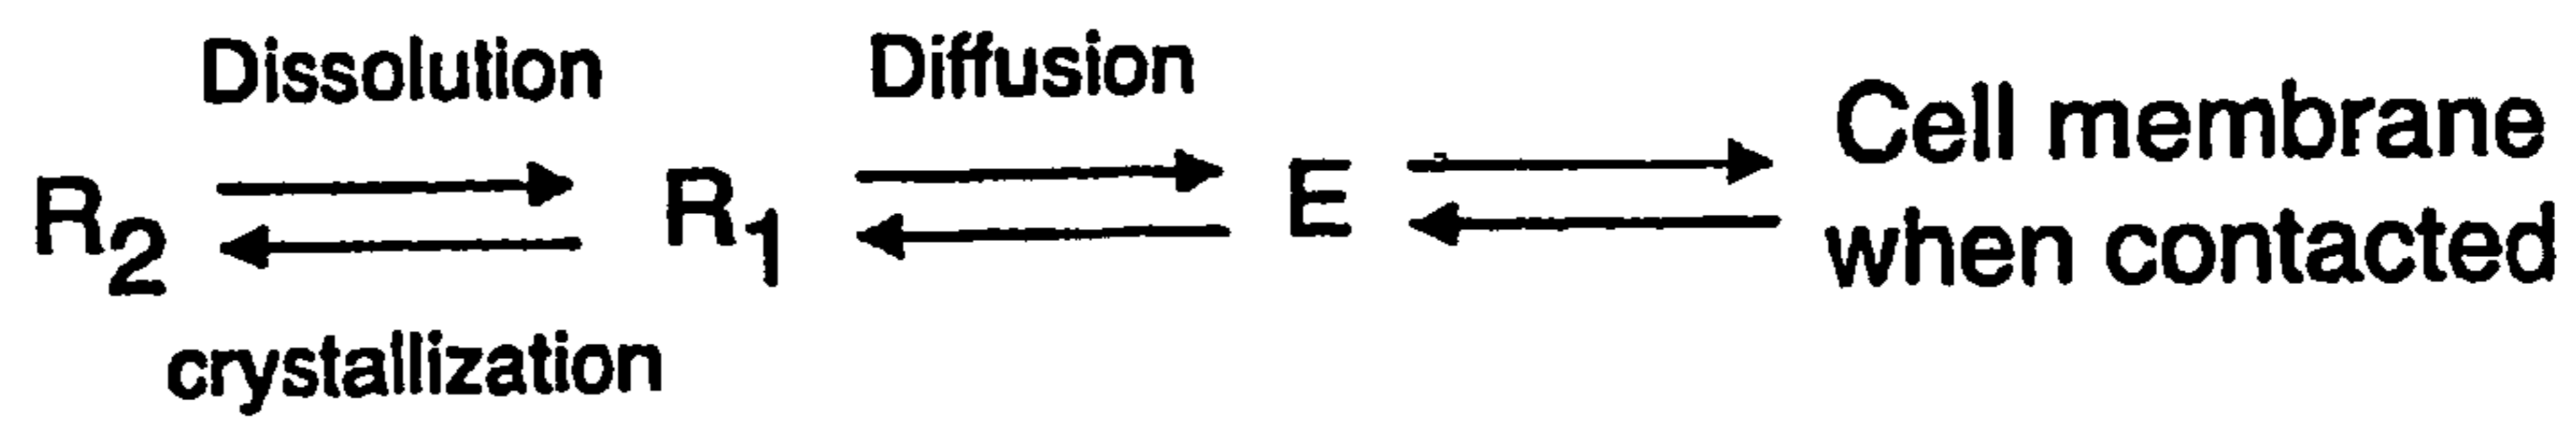 Dissolution Diffusion
R2 R1 E Cell membrane
when contacted
crystallization